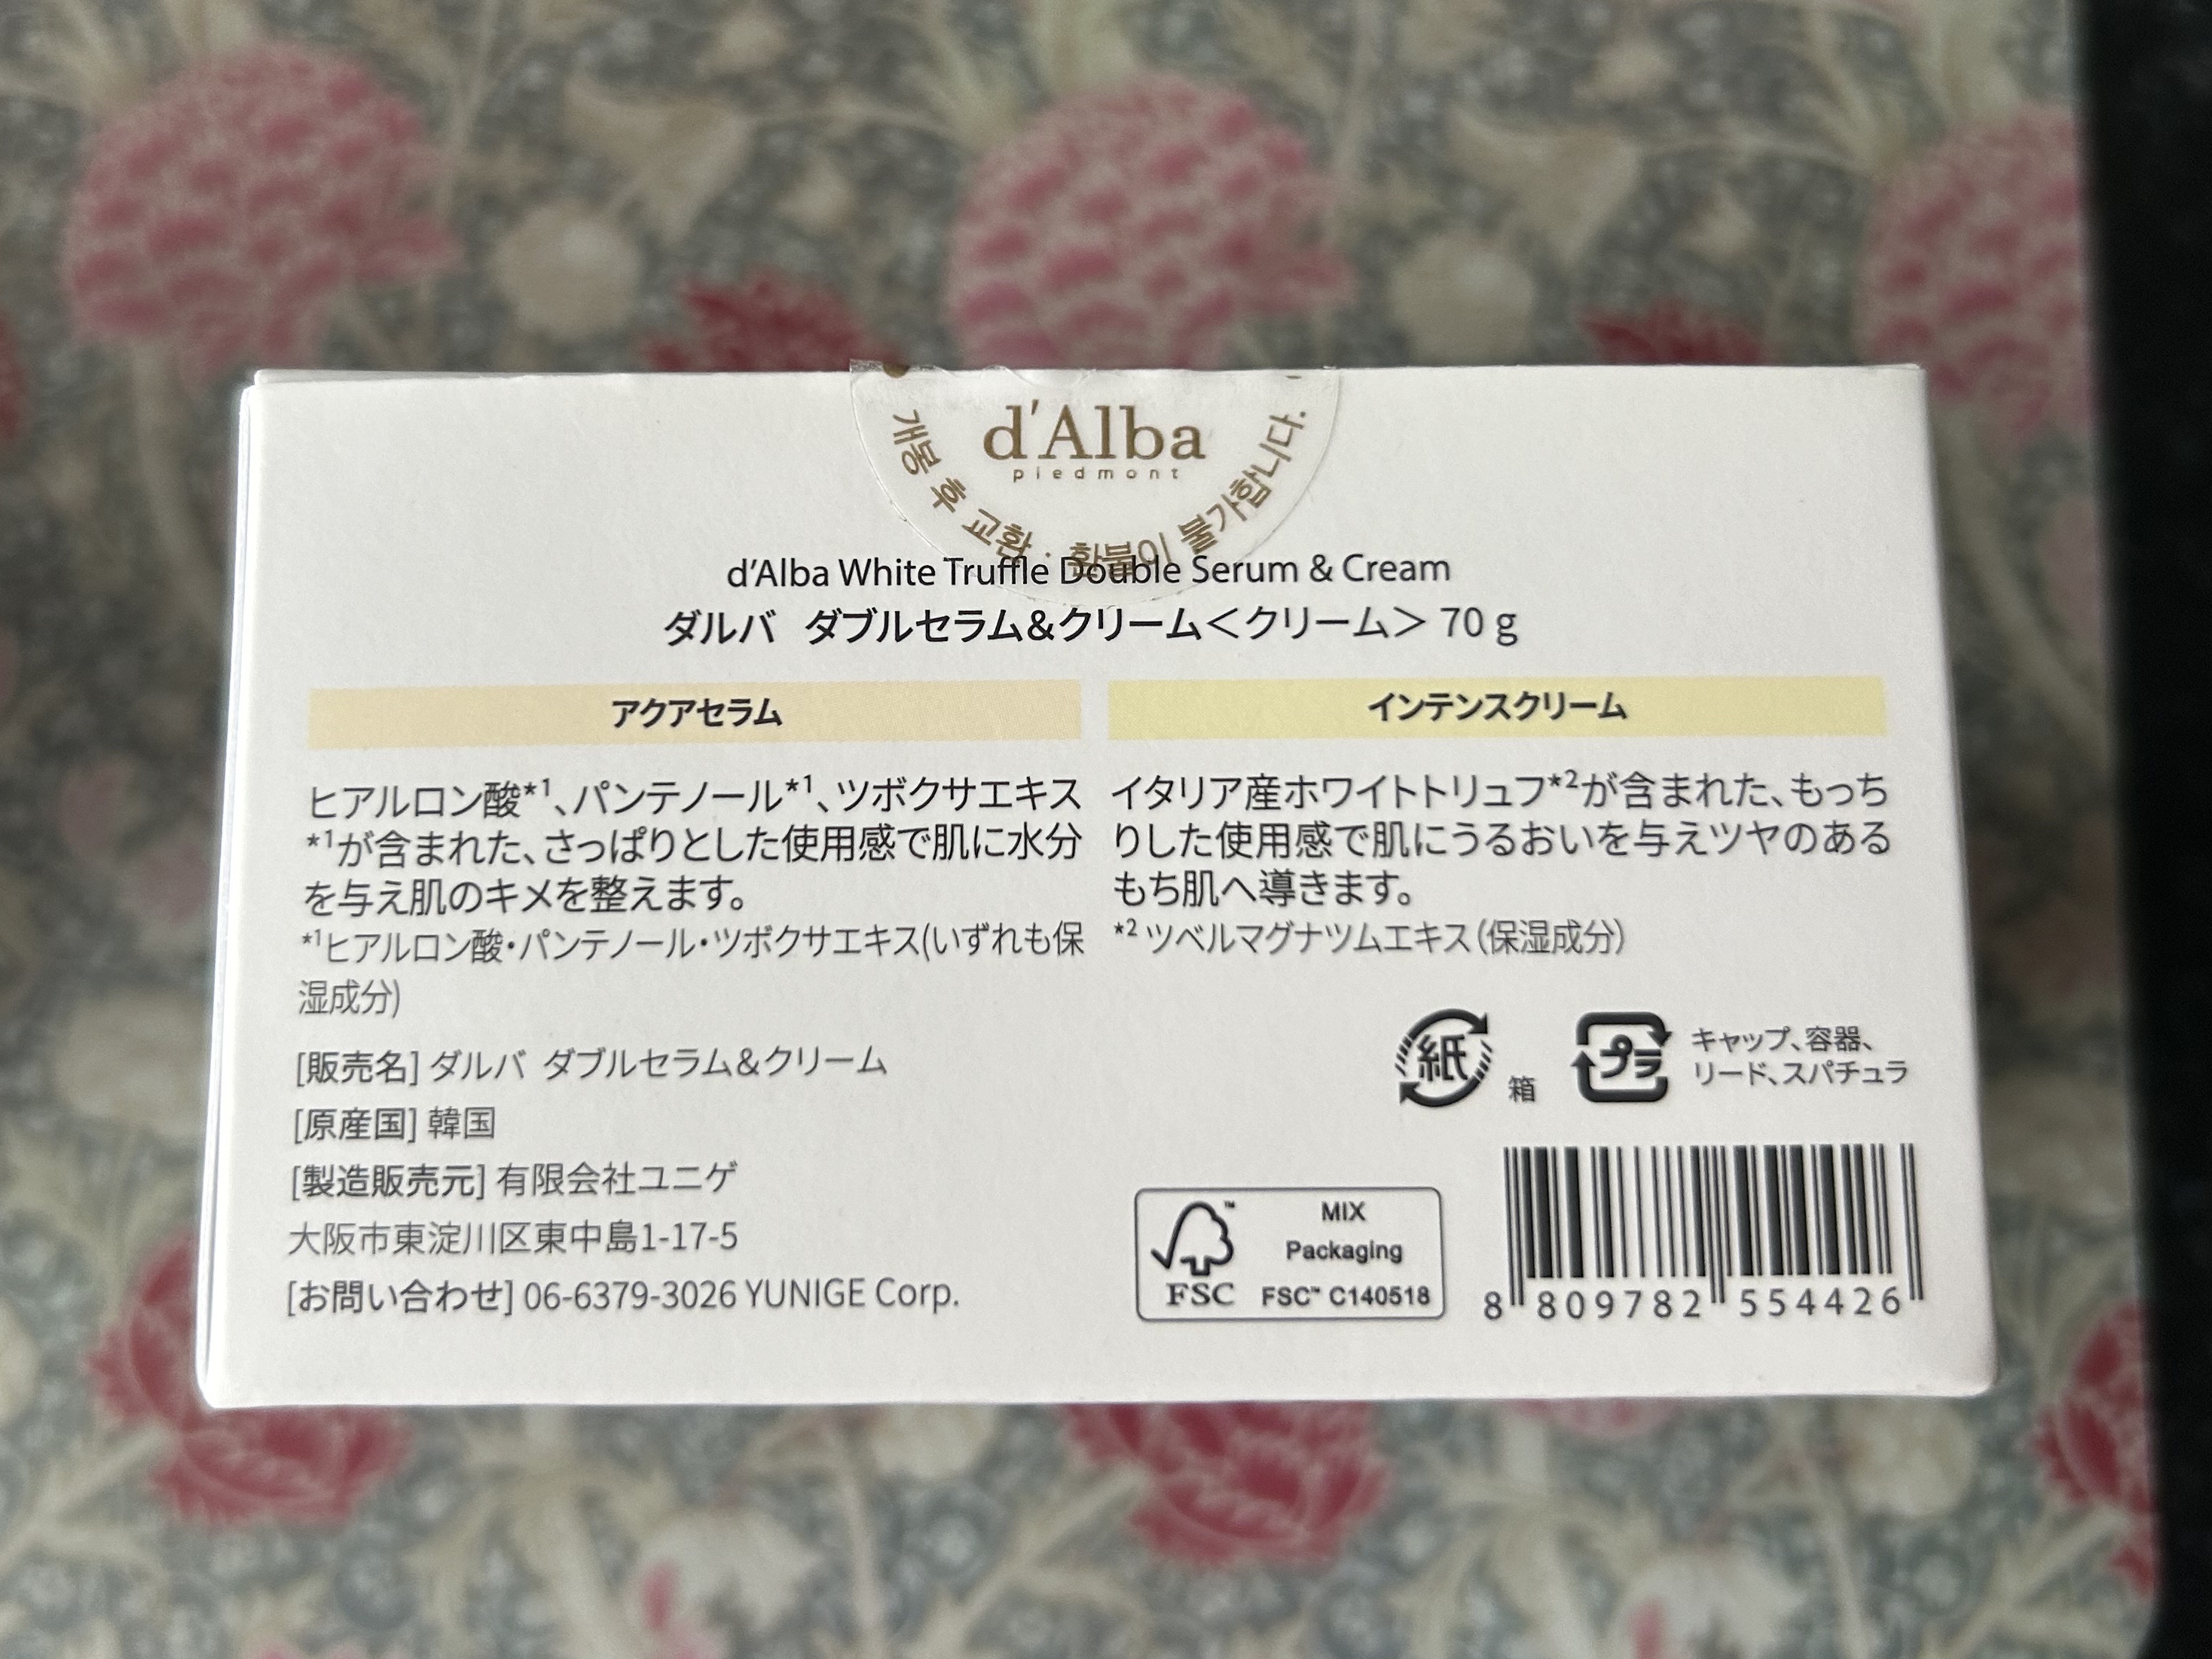 d'Alba
piedmont
개봉 후 교환 · 환불이 불가합니다.
d'Alba White Truffle Double Serum & Cream
ダルバ ダブルセラム&クリーム<クリーム> 70 g
アクアセラム
ヒアルロン酸*1、パンテノール*1、ツボクサエキス
*1が含まれた、さっぱりとした使用感で肌に水分
を与え肌のキメを整えます。
*1ヒアルロン酸・パンテノール・ツボクサエキス(いずれも保
湿成分)
インテンスクリーム
イタリア産ホワイトトリュフ*2が含まれた、もっち
りした使用感で肌にうるおいを与えツヤのある
もち肌へ導きます。
*2 ツベルマグナツムエキス(保湿成分)
[販売名] ダルバ ダブルセラム&クリーム
[原産国] 韓国
[製造販売元] 有限会社ユニゲ
大阪市東淀川区東中島1-17-5
[お問い合わせ] 06-6379-3026 YUNIGE Corp.
紙
箱
プラ
キャップ、容器、
リード、スパチュラ
FSC
MIX
Packaging
FSC™ C140518
8 809782 554426